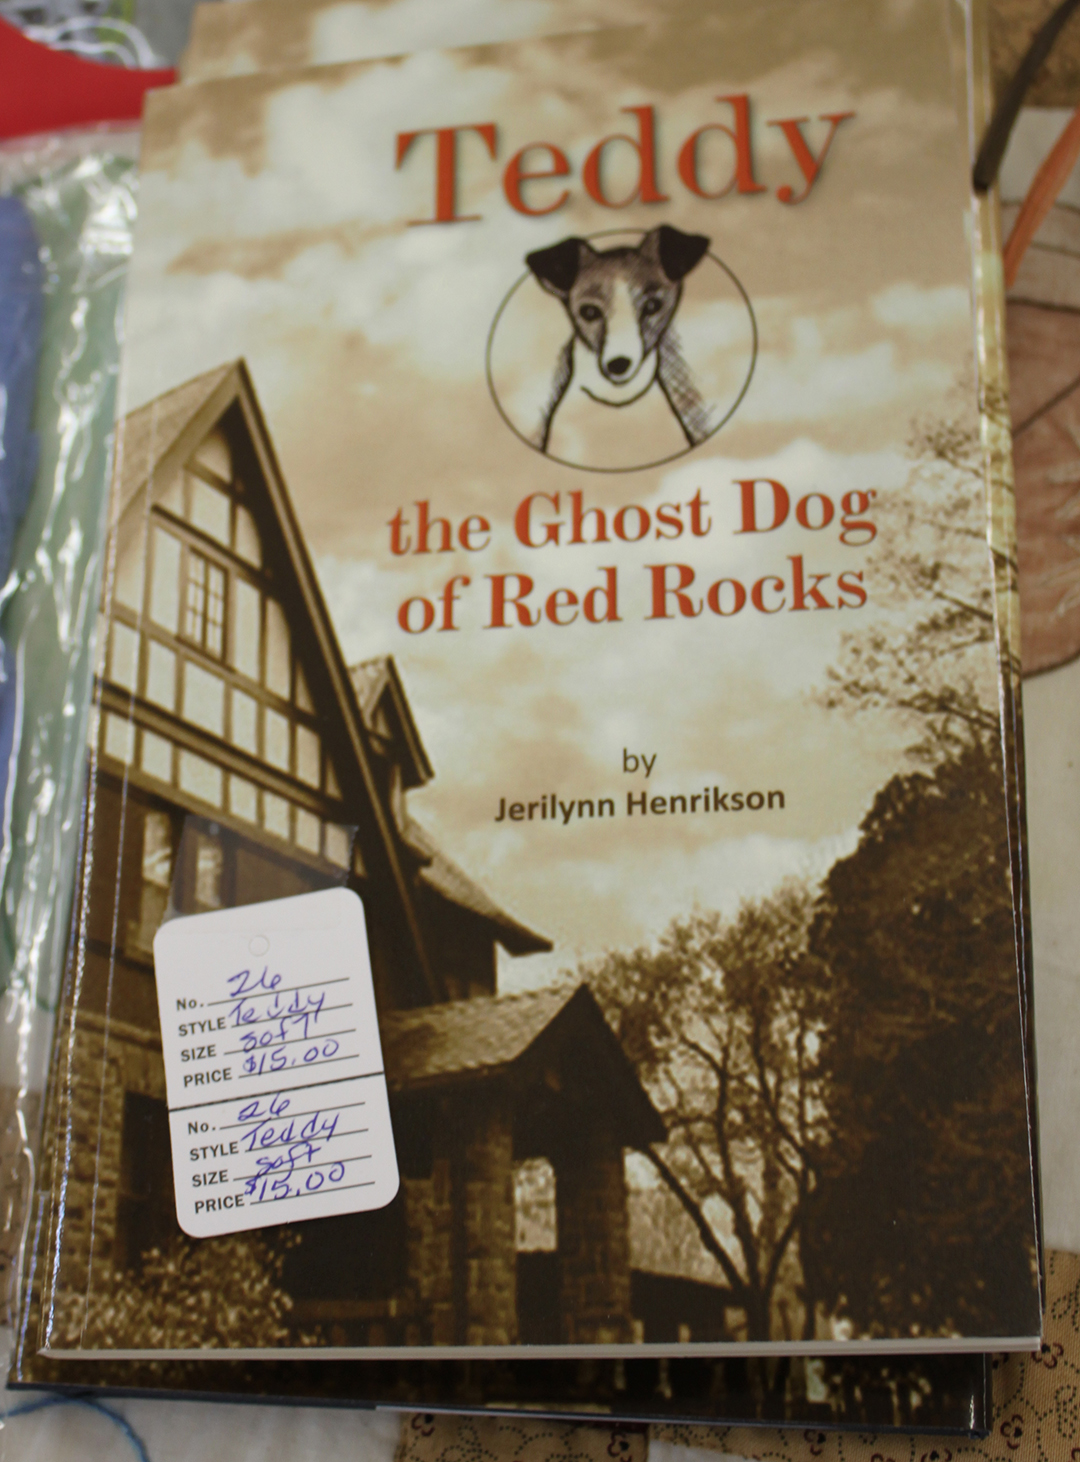 Teddy
the Ghost Dog
of Red Rocks
by
Jerilynn Henrikson
No. 26
STYLE Teddy
SIZE soft
PRICE $15.00
No. 26
STYLE Teddy
SIZE soft
PRICE $15.00